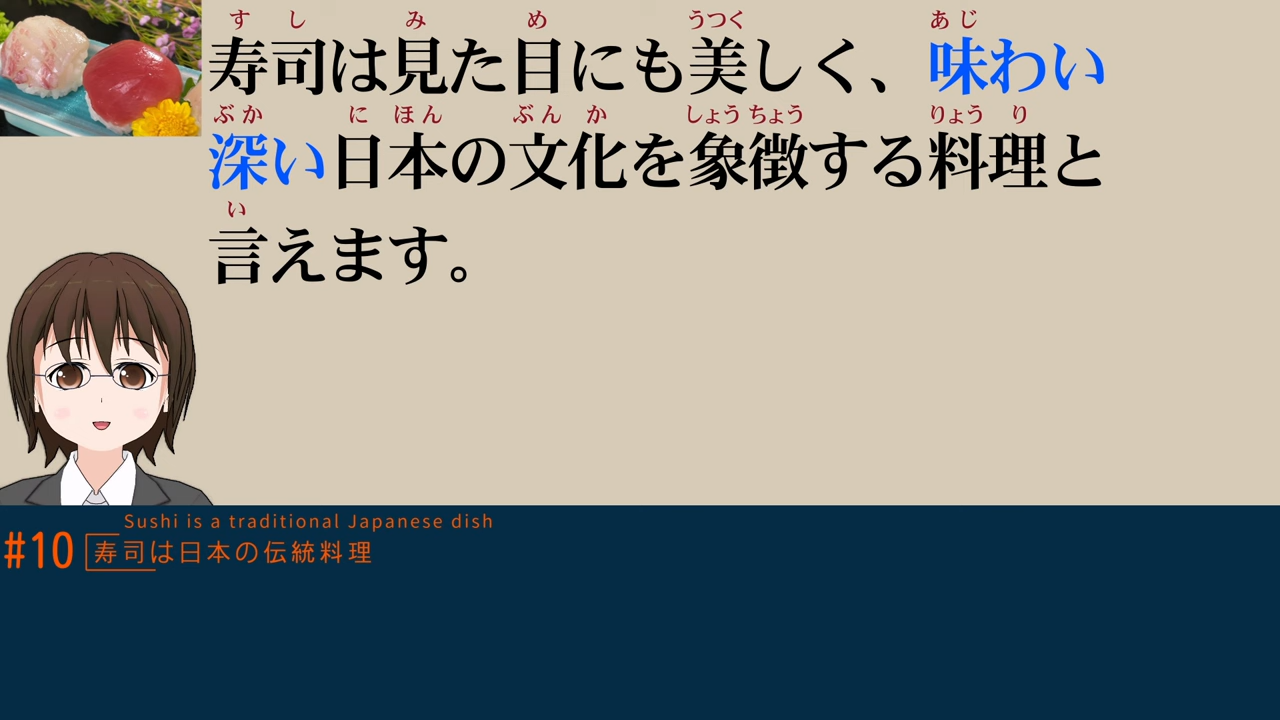 すし み め うつく あじ
寿司は見た目にも美しく、味わい
ぶか にほん ぶんか しょうちょう りょうり
深い日本の文化を象徴する料理と
い
言えます。
Sushi is a traditional Japanese dish
#10 寿司は日本の伝統料理